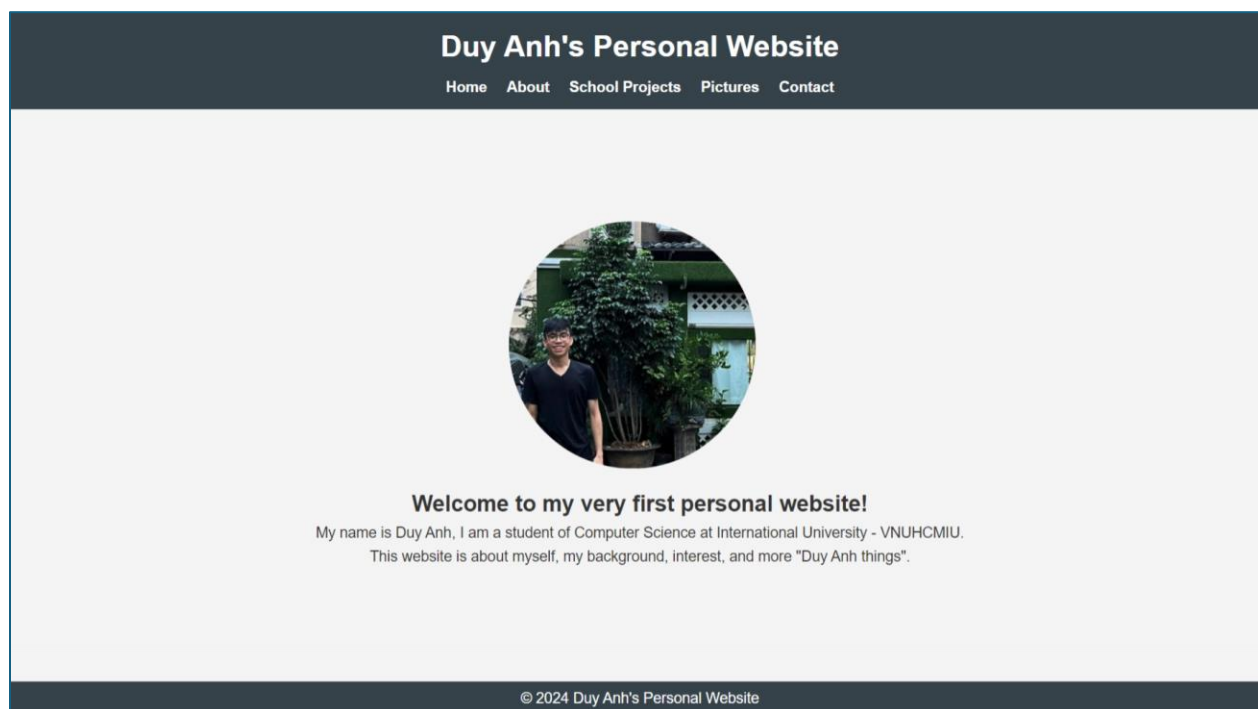 Duy Anh's Personal Website
Home About School Projects Pictures Contact
Welcome to my very first personal website!
My name is Duy Anh, I am a student of Computer Science at International University - VNUHCMIU.
This website is about myself, my background, interest, and more "Duy Anh things".
© 2024 Duy Anh's Personal Website